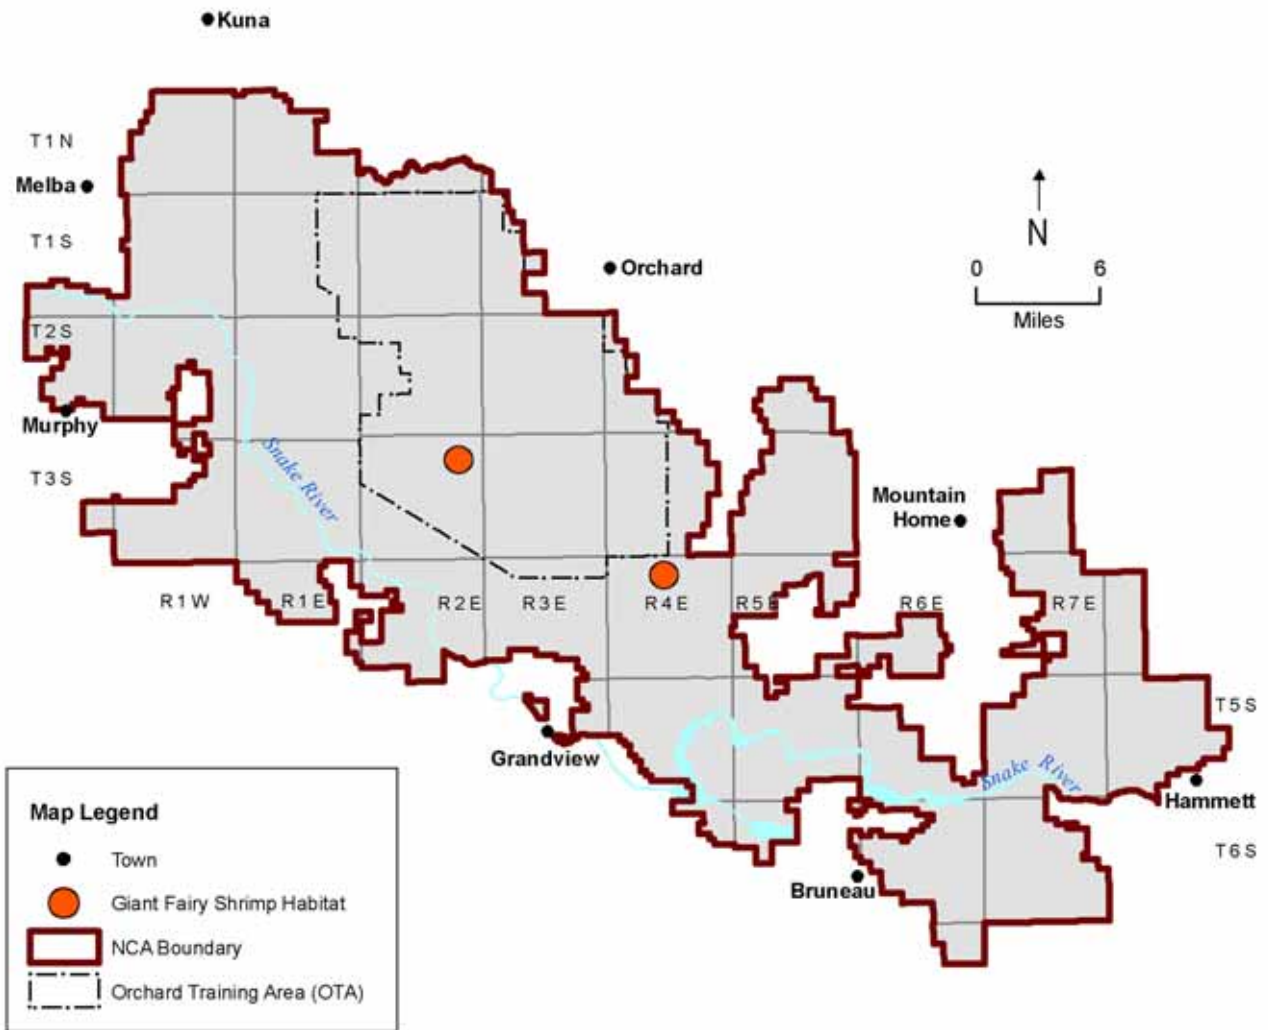 Kuna
T1N
Melba
T1S
Orchard
N
0 6
Miles
T2S
Murphy
Snake River
T3S
Mountain
Home
R1W R1E R2E R3E R4E R5E R6E R7E
T5S
Grandview
Snake River
Hammett
T6S
Bruneau
Map Legend
Town
Giant Fairy Shrimp Habitat
NCA Boundary
Orchard Training Area (OTA)